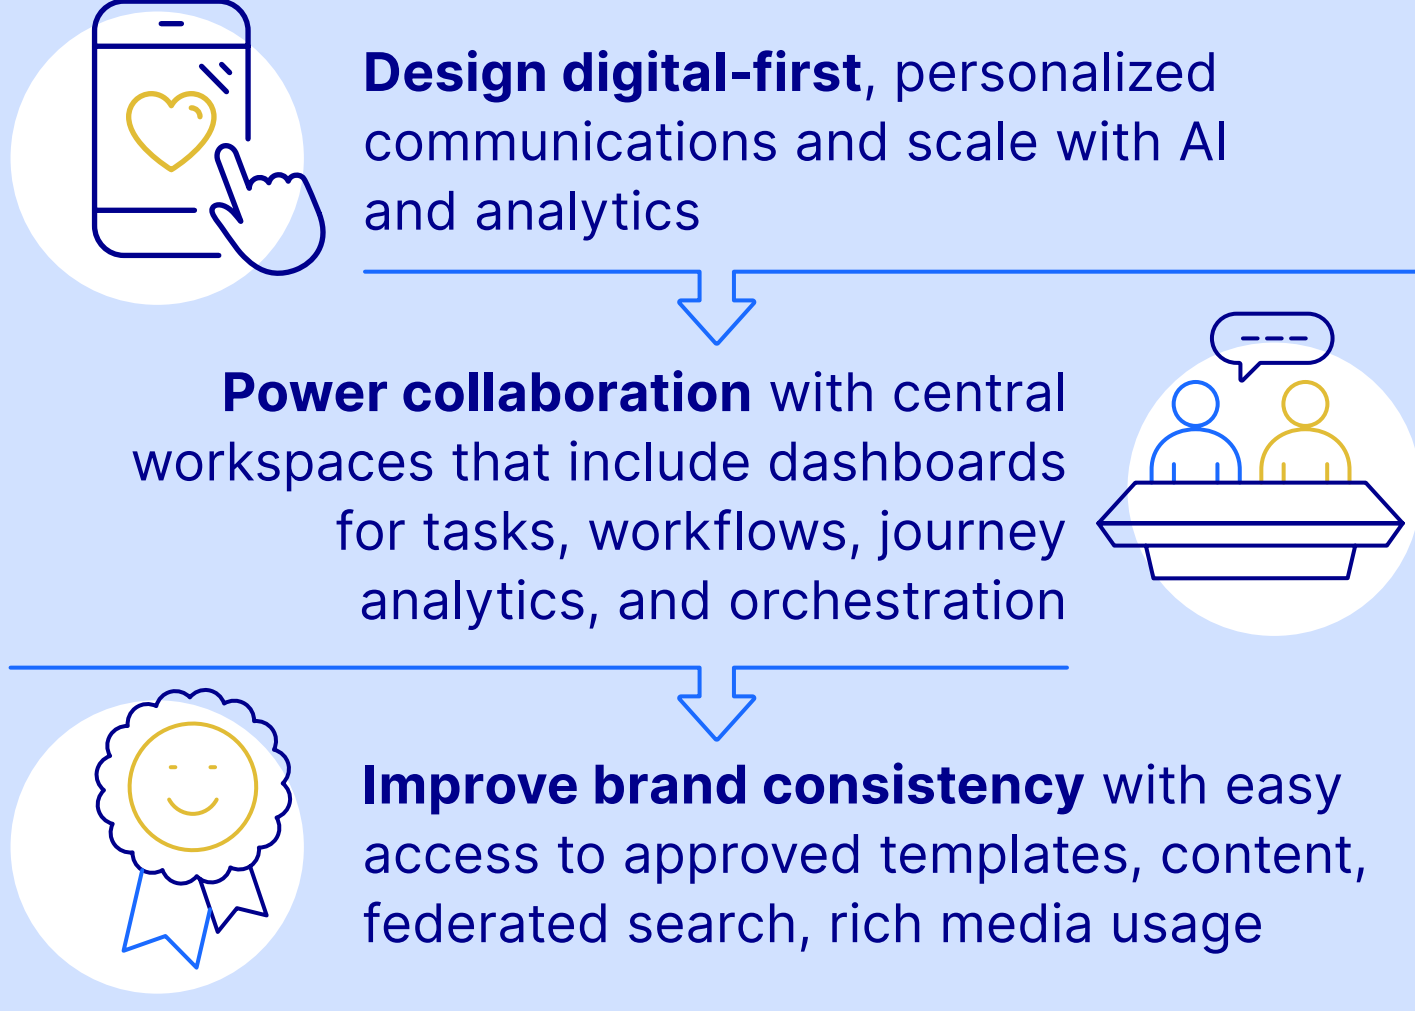 Design digital-first, personalized
communications and scale with AI
and analytics
Power collaboration with central
workspaces that include dashboards
for tasks, workflows, journey
analytics, and orchestration
Improve brand consistency with easy
access to approved templates, content,
federated search, rich media usage